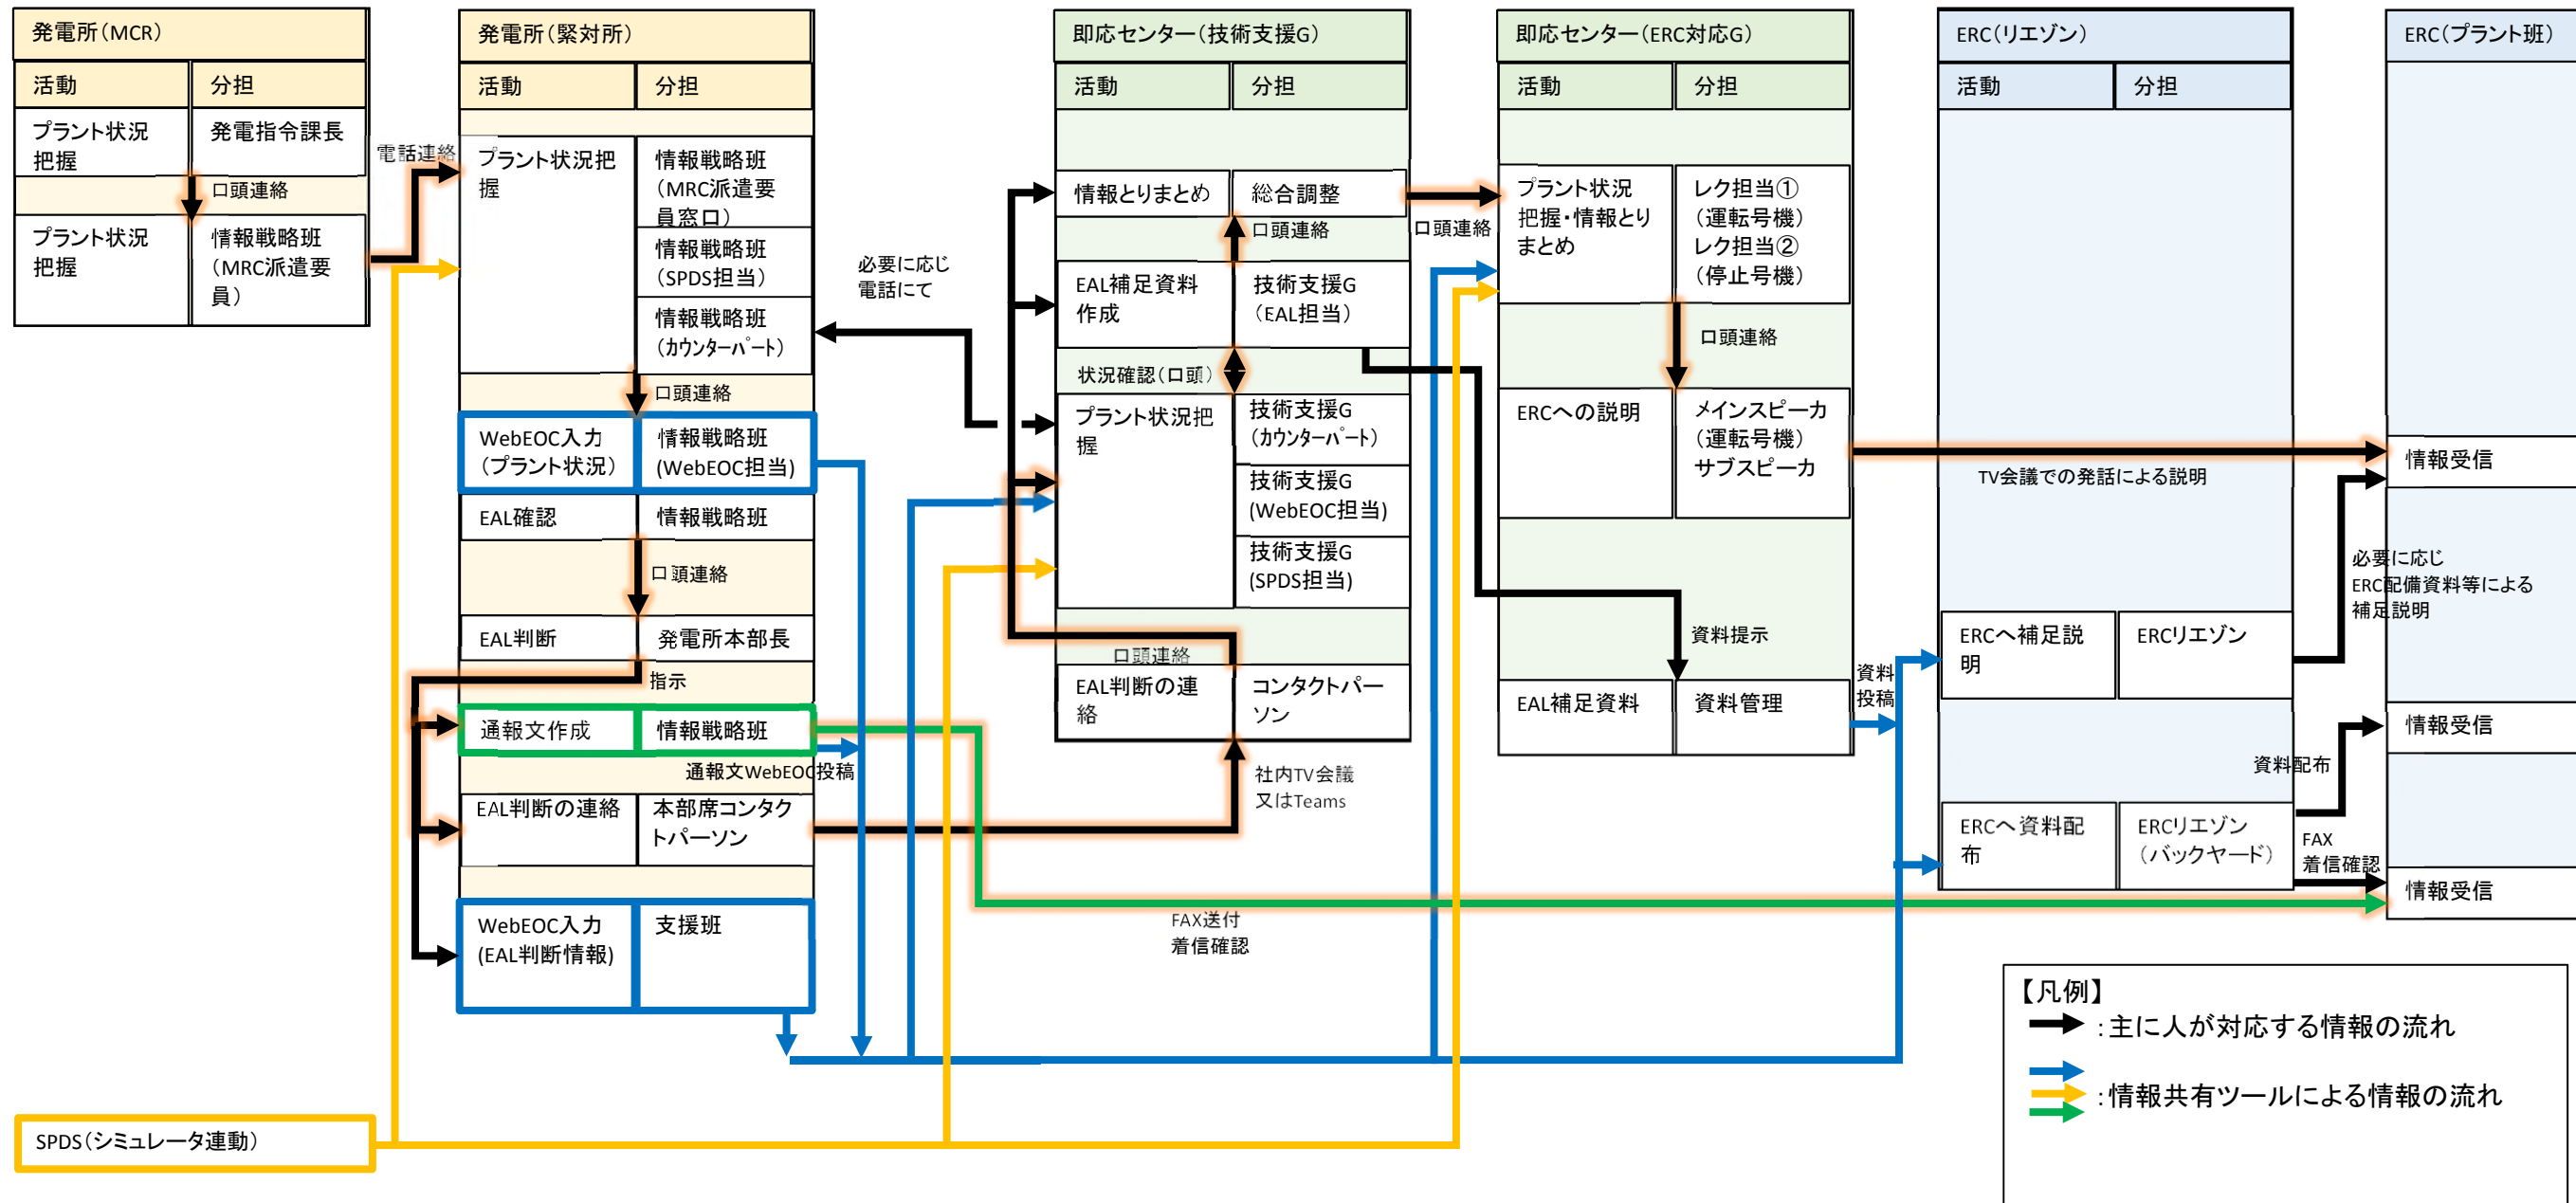 発電所(MCR)
活動
分担
プラント状況
把握
発電指令課長
口頭連絡
プラント状況
把握
情報戦略班
(MRC派遣要
員)
電話連絡
発電所(緊対所)
活動
分担
プラント状況把
握
情報戦略班
(MRC派遣要
員窓口)
情報戦略班
(SPDS担当)
情報戦略班
(カウンターパート)
口頭連絡
WebEOC入力
(プラント状況)
情報戦略班
(WebEOC担当)
EAL確認
情報戦略班
口頭連絡
EAL判断
発電所本部長
指示
通報文作成
情報戦略班
通報文WebEOC投稿
EAL判断の連絡
本部席コンタク
トパーソン
WebEOC入力
(EAL判断情報)
支援班
必要に応じ
電話にて
即応センター(技術支援G)
活動
分担
情報とりまとめ
総合調整
口頭連絡
EAL補足資料
作成
技術支援G
(EAL担当)
状況確認(口頭)
プラント状況把
握
技術支援G
(カウンターパート)
技術支援G
(WebEOC担当)
技術支援G
(SPDS担当)
口頭連絡
EAL判断の連
絡
コンタクトパー
ソン
社内TV会議
又はTeams
FAX送付
着信確認
口頭連絡
即応センター(ERC対応G)
活動
分担
プラント状況
把握・情報とり
まとめ
レク担当①
(運転号機)
レク担当②
(停止号機)
口頭連絡
ERCへの説明
メインスピーカ
(運転号機)
サブスピーカ
資料提示
EAL補足資料
資料管理
資料
投稿
ERC(リエゾン)
活動
分担
TV会議での発話による説明
ERCへ補足説
明
ERCリエゾン
ERCへ資料配
布
ERCリエゾン
(バックヤード)
必要に応じ
ERC配備資料等による
補足説明
資料配布
FAX
着信確認
ERC(プラント班)
情報受信
情報受信
情報受信
【凡例】
:主に人が対応する情報の流れ
:情報共有ツールによる情報の流れ
SPDS(シミュレータ連動)